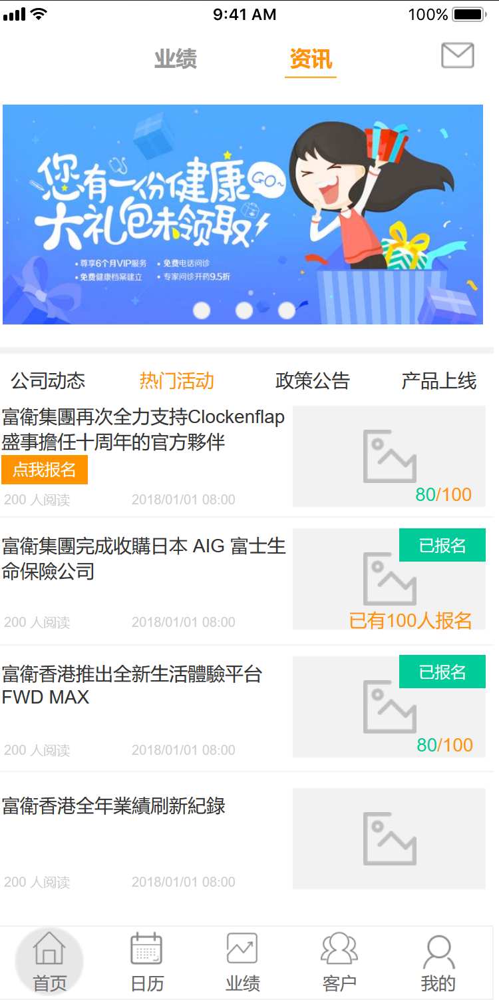 9:41 AM 100%
业绩 资讯
您有一份健康 GO~
大礼包未领取!
• 尊享6个月VIP服务 • 免费电话问诊
• 免费健康档案建立 • 专家问诊开药9.5折
公司动态 热门活动 政策公告 产品上线
富衛集團再次全力支持Clockenflap
盛事擔任十周年的官方夥伴
点我报名
80/100
200 人阅读 2018/01/01 08:00
已报名
富衛集團完成收購日本 AIG 富士生
命保險公司
已有100人报名
200 人阅读 2018/01/01 08:00
已报名
富衛香港推出全新生活體驗平台
FWD MAX
80/100
200 人阅读 2018/01/01 08:00
富衛香港全年業績刷新紀錄
200 人阅读 2018/01/01 08:00
首页 日历 业绩 客户 我的